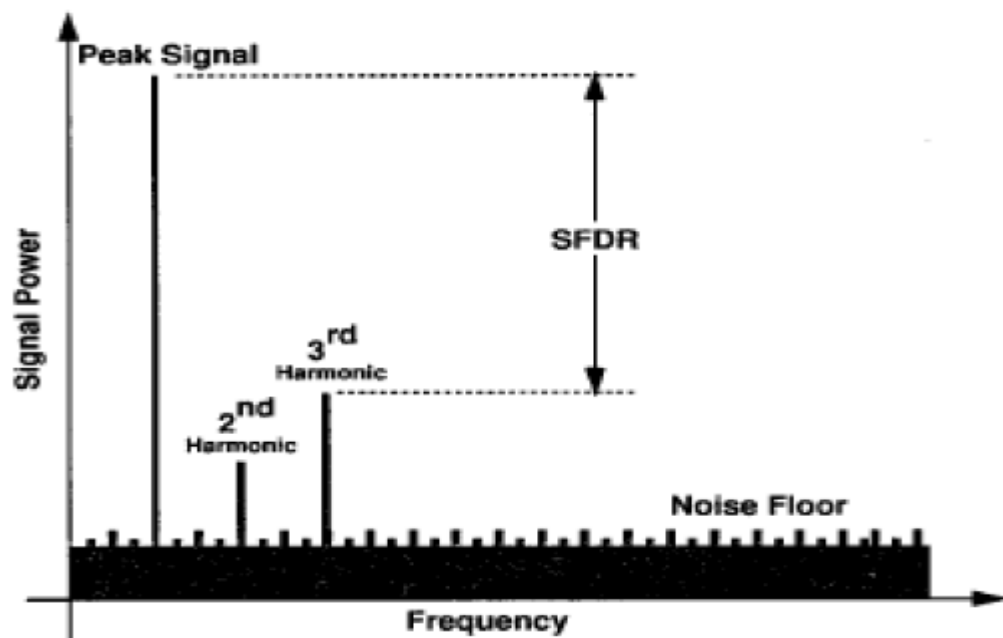 Peak Signal
SFDR
3rd
Harmonic
2nd
Harmonic
Noise Floor
Signal Power
Frequency